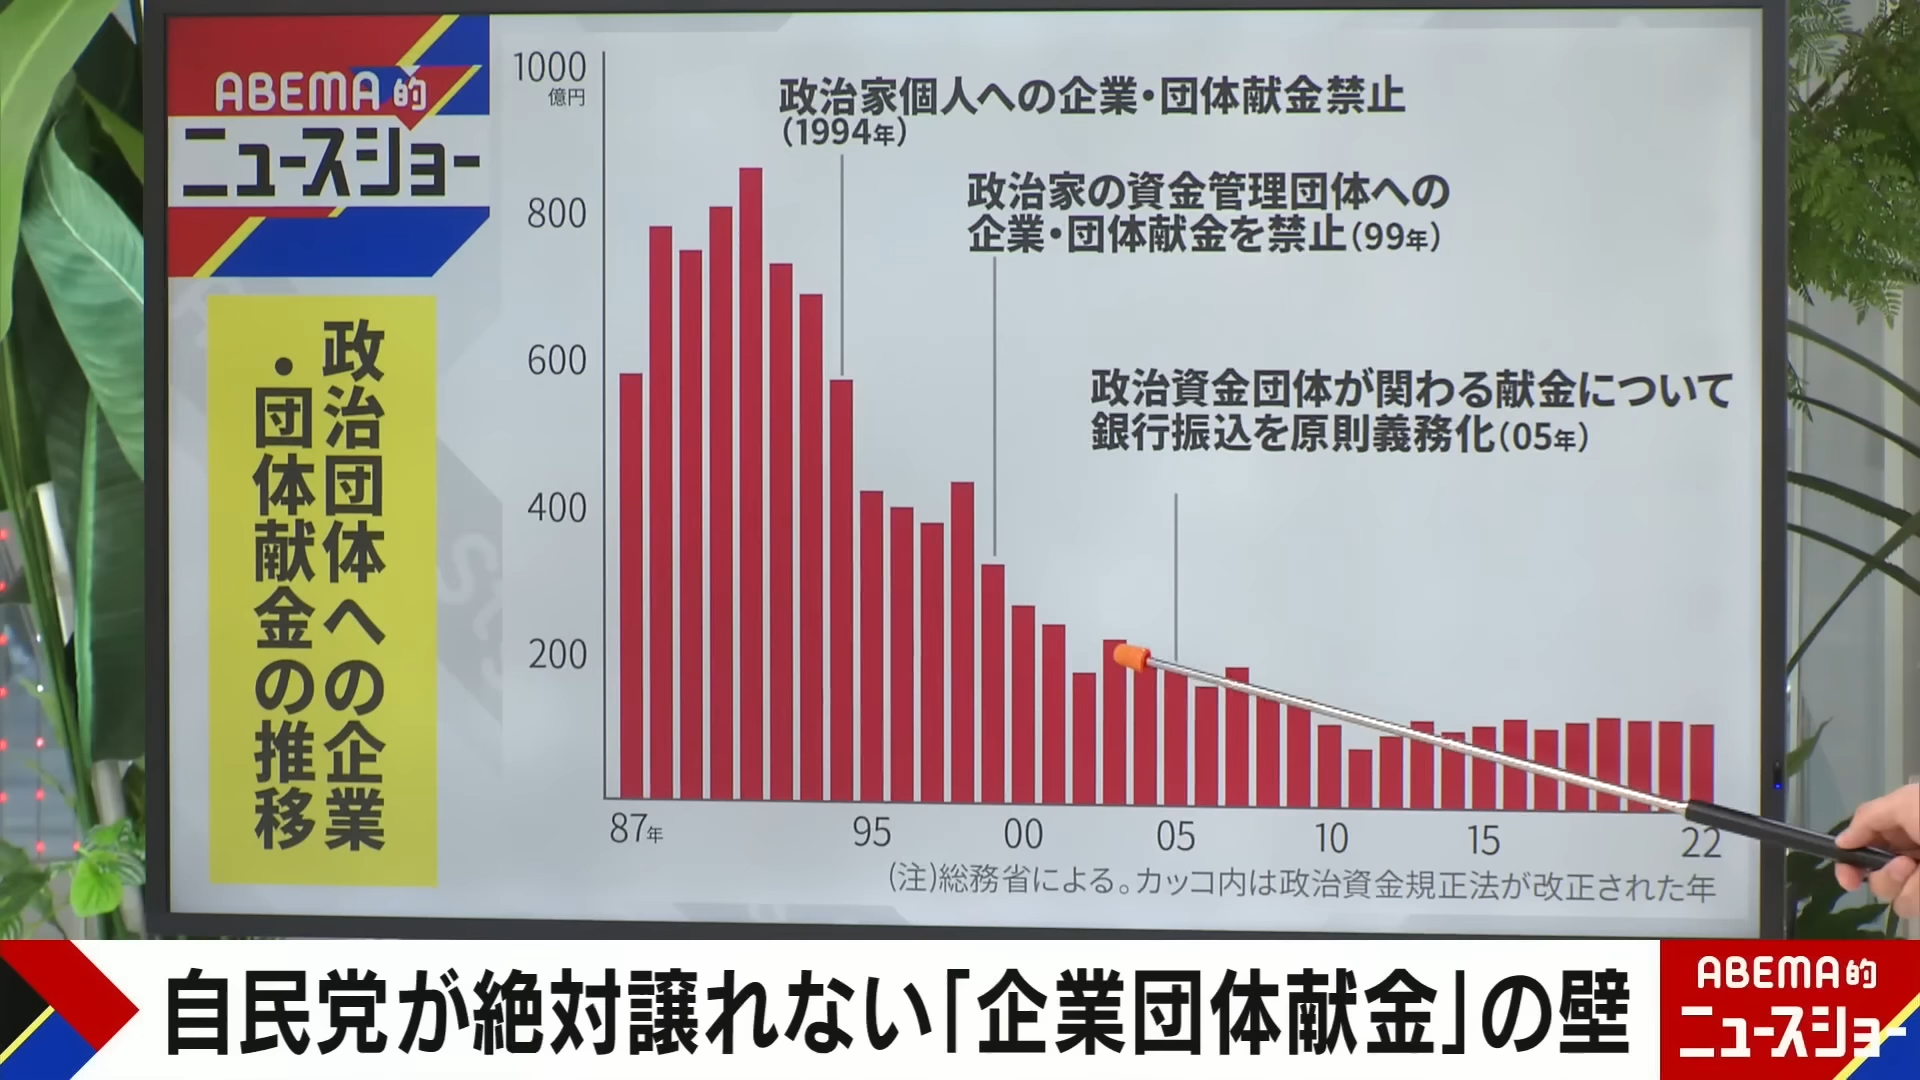 ABEMA的
ニュースショー
政治団体への企業
・団体献金の推移
1000
億円
800
600
400
200
政治家個人への企業・団体献金禁止
(1994年)
政治家の資金管理団体への
企業・団体献金を禁止(99年)
政治資金団体が関わる献金について
銀行振込を原則義務化(05年)
87年 95 00 05 10 15 22
(注)総務省による。カッコ内は政治資金規正法が改正された年
自民党が絶対譲れない「企業団体献金」の壁
ABEMA的
ニュースショー